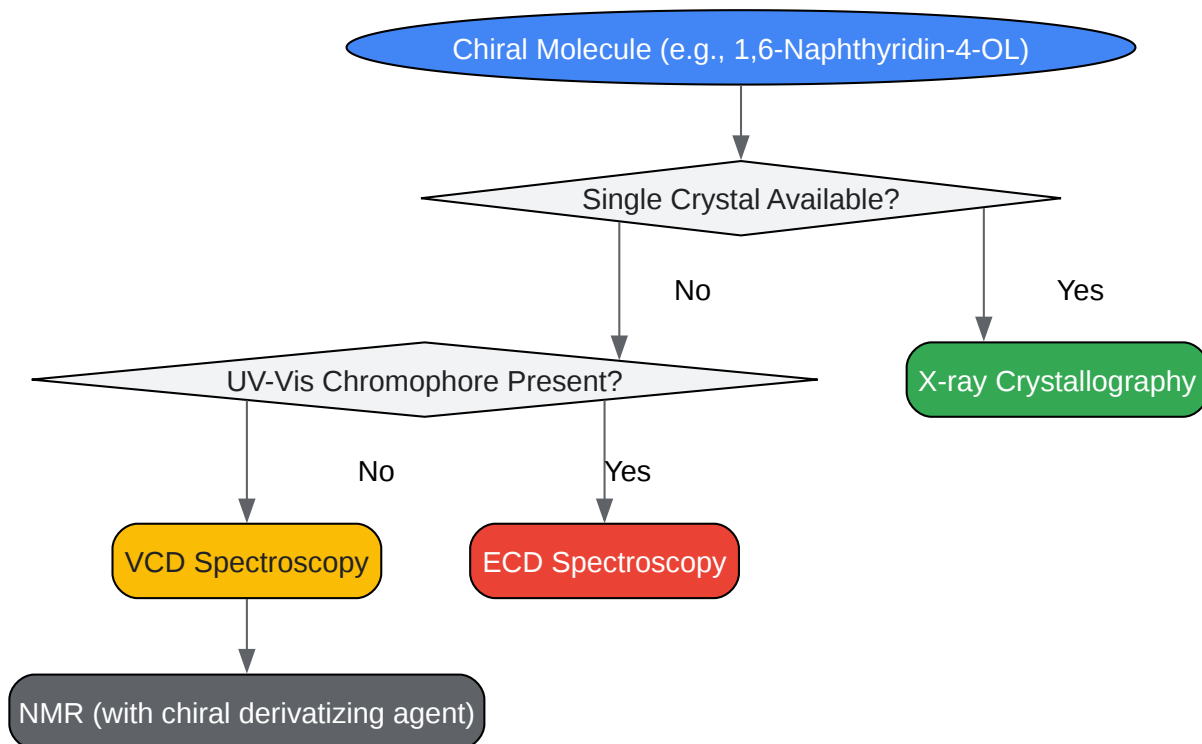 Chiral Molecule (e.g., 1,6-Naphthyridin-4-OL)
Single Crystal Available?
No
Yes
UV-Vis Chromophore Present?
X-ray Crystallography
No
Yes
VCD Spectroscopy
ECD Spectroscopy
NMR (with chiral derivatizing agent)